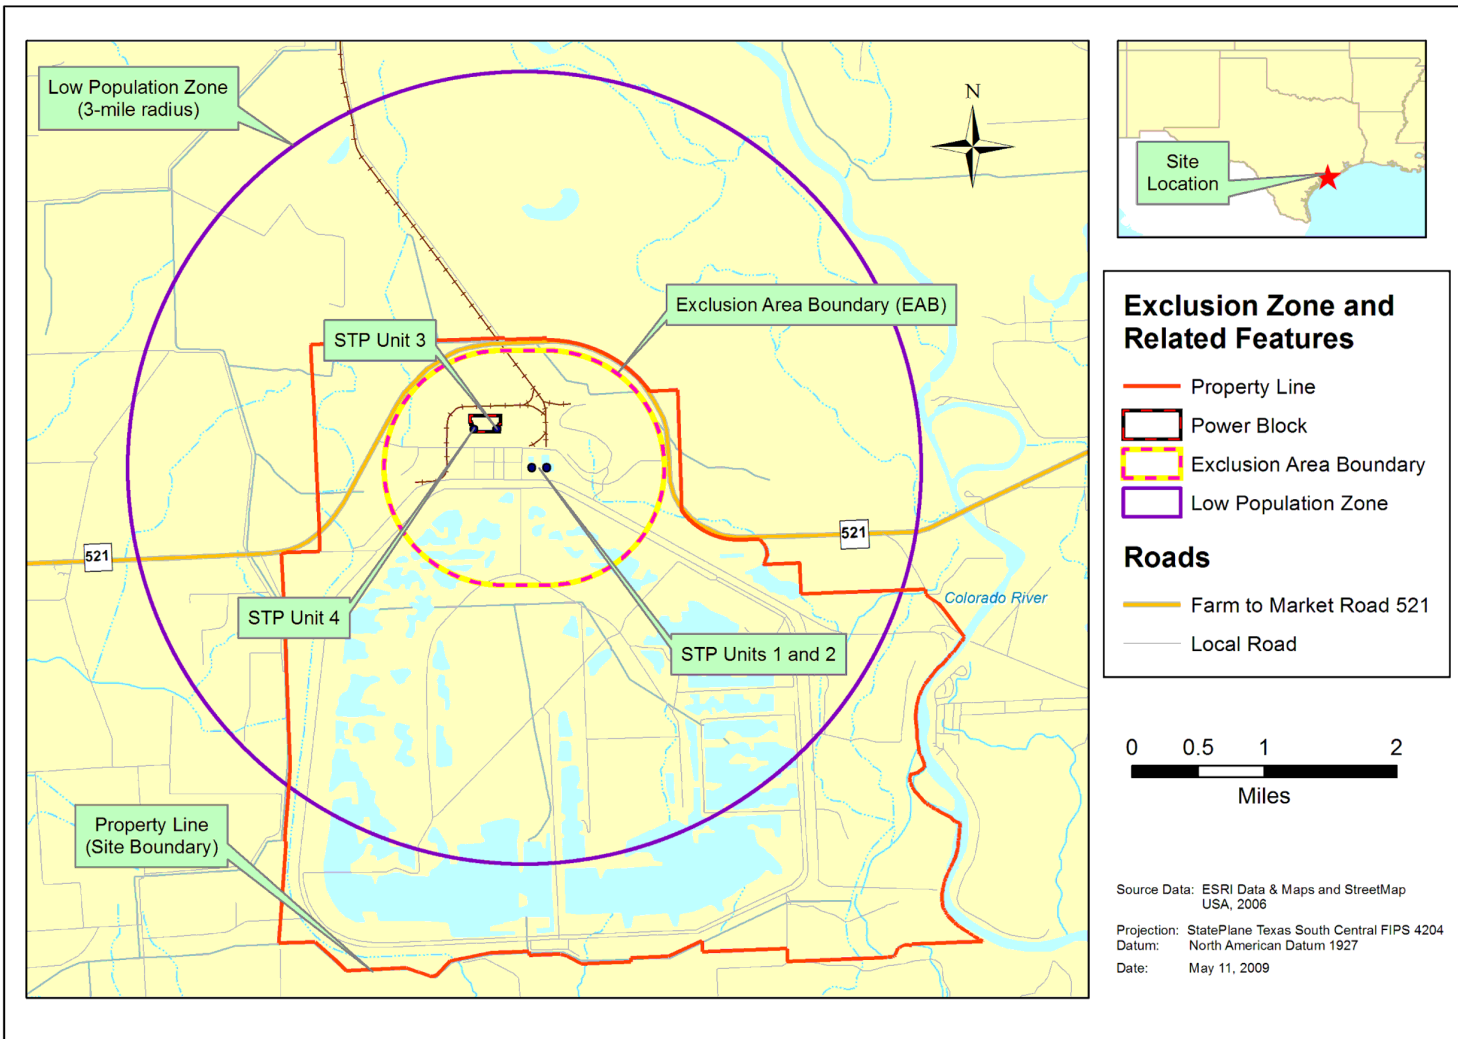 Low Population Zone
(3-mile radius)
N
Site
Location
Exclusion Area Boundary (EAB)
STP Unit 3
Exclusion Zone and
Related Features
Property Line
Power Block
Exclusion Area Boundary
Low Population Zone
Roads
Farm to Market Road 521
Local Road
521
521
Colorado River
STP Unit 4
STP Units 1 and 2
Property Line
(Site Boundary)
0 0.5 1 2
Miles
Source Data: ESRI Data & Maps and StreetMap
USA, 2006
Projection: StatePlane Texas South Central FIPS 4204
Datum: North American Datum 1927
Date: May 11, 2009